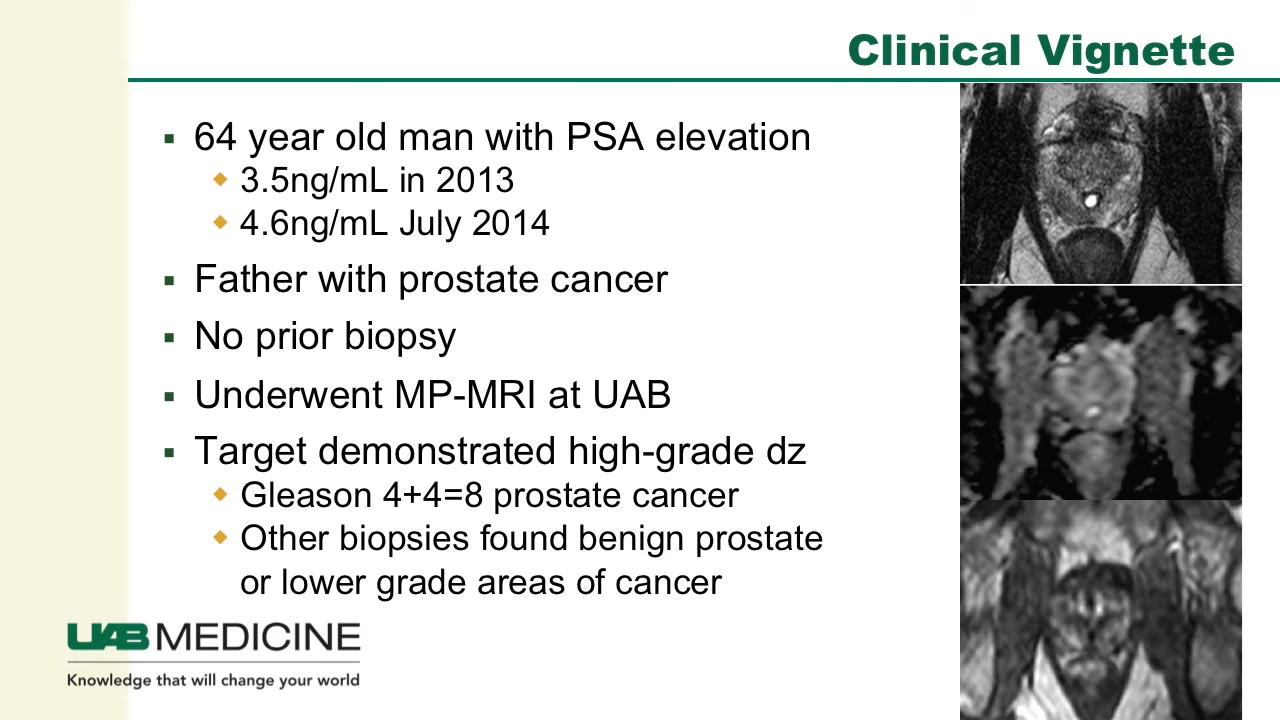 Clinical Vignette
▪ 64 year old man with PSA elevation
◆ 3.5ng/mL in 2013
◆ 4.6ng/mL July 2014
▪ Father with prostate cancer
▪ No prior biopsy
▪ Underwent MP-MRI at UAB
▪ Target demonstrated high-grade dz
◆ Gleason 4+4=8 prostate cancer
◆ Other biopsies found benign prostate
or lower grade areas of cancer
UAB MEDICINE
Knowledge that will change your world